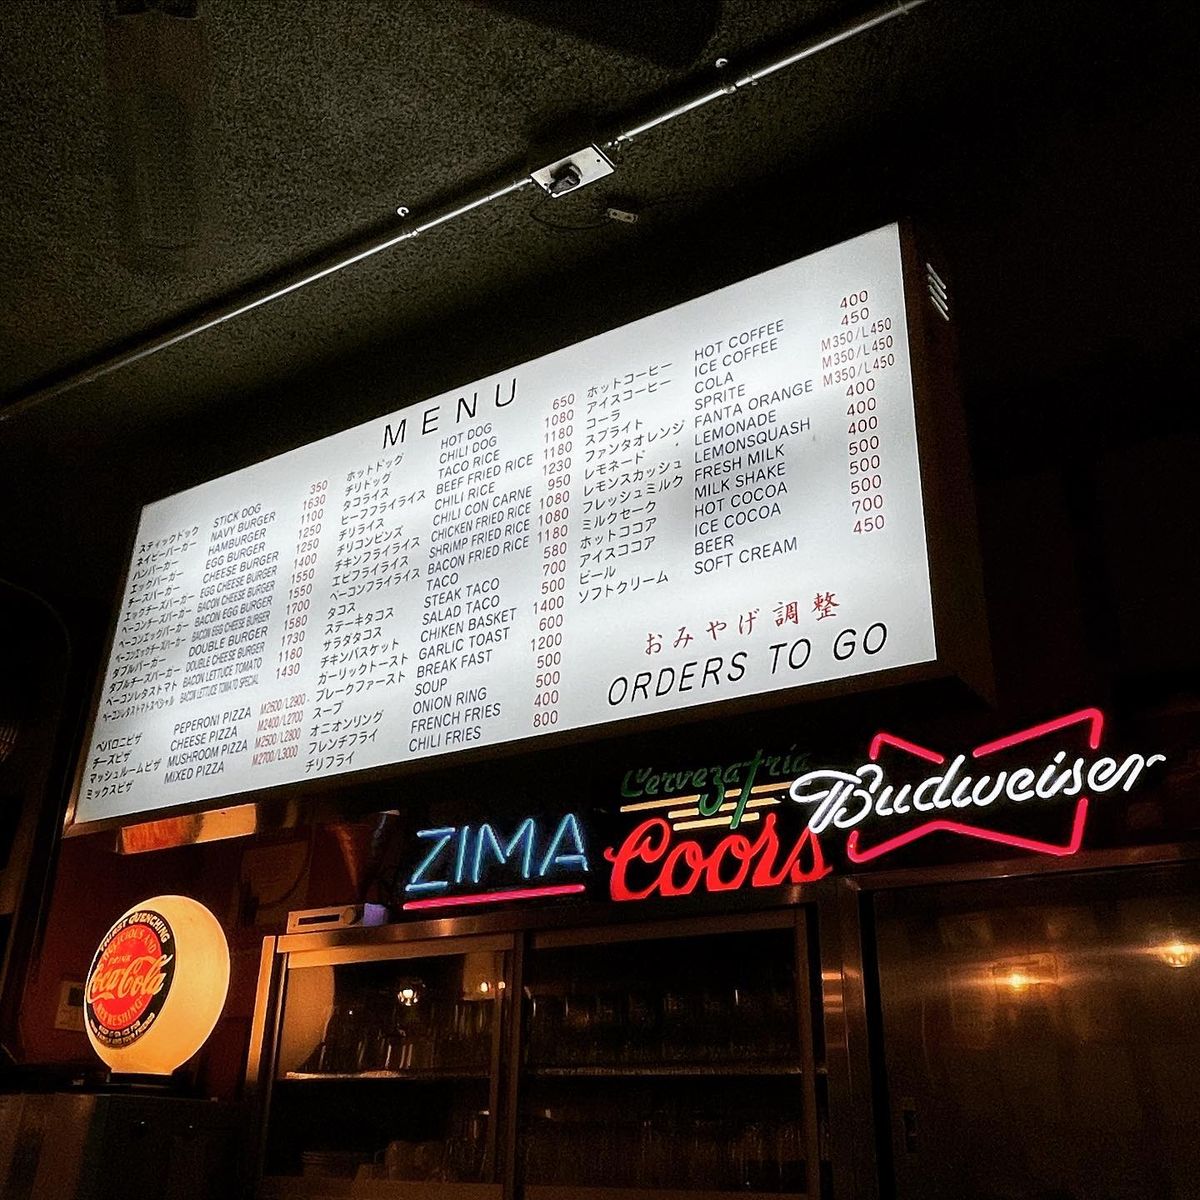 MENU
スティックドック STICK DOG 350
ネイビーバーガー NAVY BURGER 1630
ハンバーガー HAMBURGER 1100
エッグバーガー EGG BURGER 1250
チーズバーガー CHEESE BURGER 1250
エッグチーズバーガー EGG CHEESE BURGER 1400
ベーコンチーズバーガー BACON CHEESE BURGER 1550
ベーコンエッグバーガー BACON EGG BURGER 1550
ベーコンエッグチーズバーガー BACON EGG CHEESE BURGER 1700
ダブルバーガー DOUBLE BURGER 1580
ダブルチーズバーガー DOUBLE CHEESE BURGER 1730
ベーコンレタストマト BACON LETTUCE TOMATO 1180
ベーコンレタストマトスペシャル BACON LETTUCE TOMATO SPECIAL 1430
ペパロニピザ PEPERONI PIZZA M2600/L2900
チーズピザ CHEESE PIZZA M2400/L2700
マッシュルームピザ MUSHROOM PIZZA M2500/L2800
ミックスピザ MIXED PIZZA M2700/L3000
ホットドッグ HOT DOG 650
チリドッグ CHILI DOG 1080
タコライス TACO RICE 1180
ビーフフライライス BEEF FRIED RICE 1180
チリライス CHILI RICE 1230
チリコンビンズ CHILI CON CARNE 950
チキンフライライス CHICKEN FRIED RICE 1080
エビフライライス SHRIMP FRIED RICE 1080
ベーコンフライライス BACON FRIED RICE 1180
タコス TACO 580
ステーキタコス STEAK TACO 700
サラダタコス SALAD TACO 500
チキンバスケット CHIKEN BASKET 1400
ガーリックトースト GARLIC TOAST 600
ブレークファースト BREAK FAST 1200
スープ SOUP 500
オニオンリング ONION RING 500
フレンチフライ FRENCH FRIES 400
チリフライ CHILI FRIES 800
ホットコーヒー HOT COFFEE 400
アイスコーヒー ICE COFFEE 450
コーラ COLA M350/L450
スプライト SPRITE M350/L450
ファンタオレンジ FANTA ORANGE M350/L450
レモネード LEMONADE 400
レモンスカッシュ LEMONSQUASH 400
フレッシュミルク FRESH MILK 400
ミルクセーク MILK SHAKE 500
ホットココア HOT COCOA 500
アイスココア ICE COCOA 500
ビール BEER 700
ソフトクリーム SOFT CREAM 450
おみやげ調整
ORDERS TO GO
ZIMA
Cerveza fria
Coors
Budweiser
QUENCHING
DELICIOUS AND
DRINK
Coca-Cola
REFRESHING